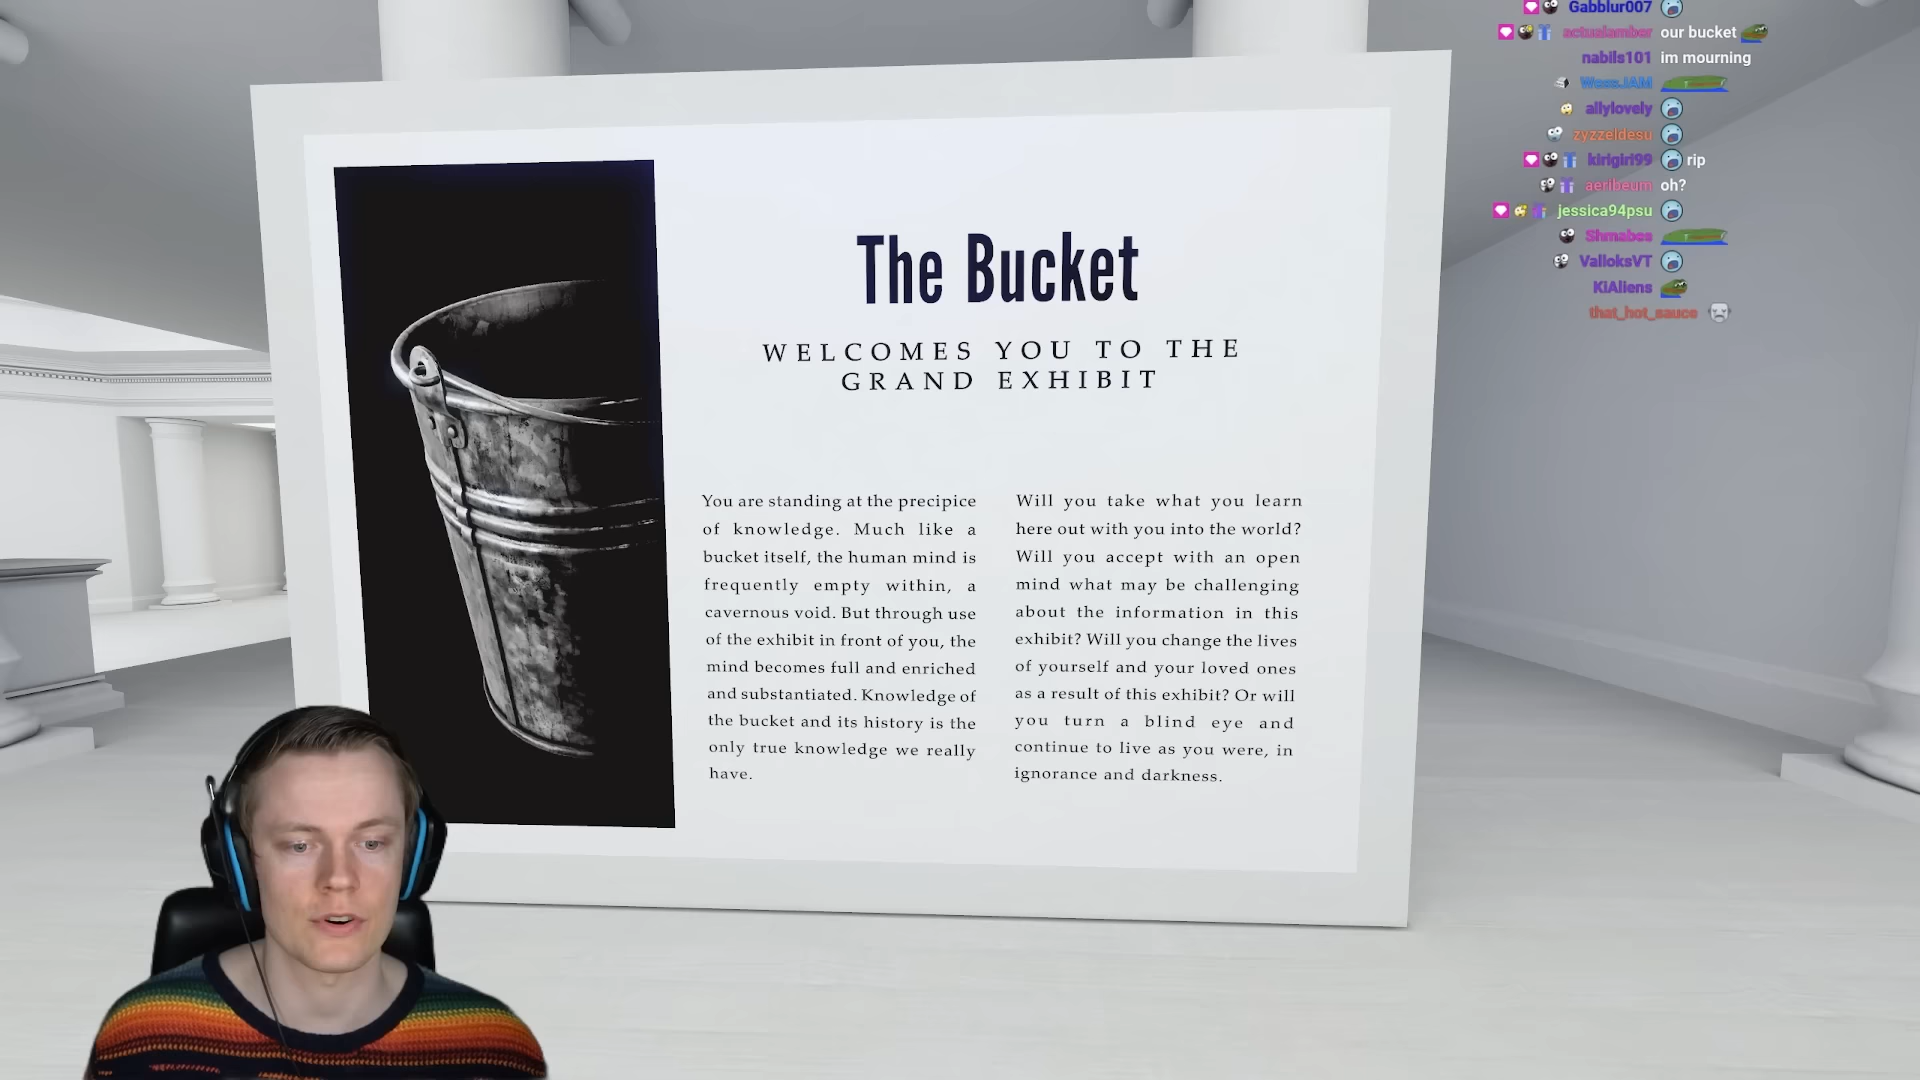 The Bucket
WELCOMES YOU TO THE
GRAND EXHIBIT
You are standing at the precipice
of knowledge. Much like a
bucket itself, the human mind is
frequently empty within, a
cavernous void. But through use
of the exhibit in front of you, the
mind becomes full and enriched
and substantiated. Knowledge of
the bucket and its history is the
only true knowledge we really
have.
Will you take what you learn
here out with you into the world?
Will you accept with an open
mind what may be challenging
about the information in this
exhibit? Will you change the lives
of yourself and your loved ones
as a result of this exhibit? Or will
you turn a blind eye and
continue to live as you were, in
ignorance and darkness.
Gabblur007
actualamber our bucket
nabils101 im mourning
WessJAM
allylovely
zyzzeldesu
kirigiri99 rip
aeribeum oh?
jessica94psu
Shmabes
ValloksVT
KiAliens
that_hot_sauce